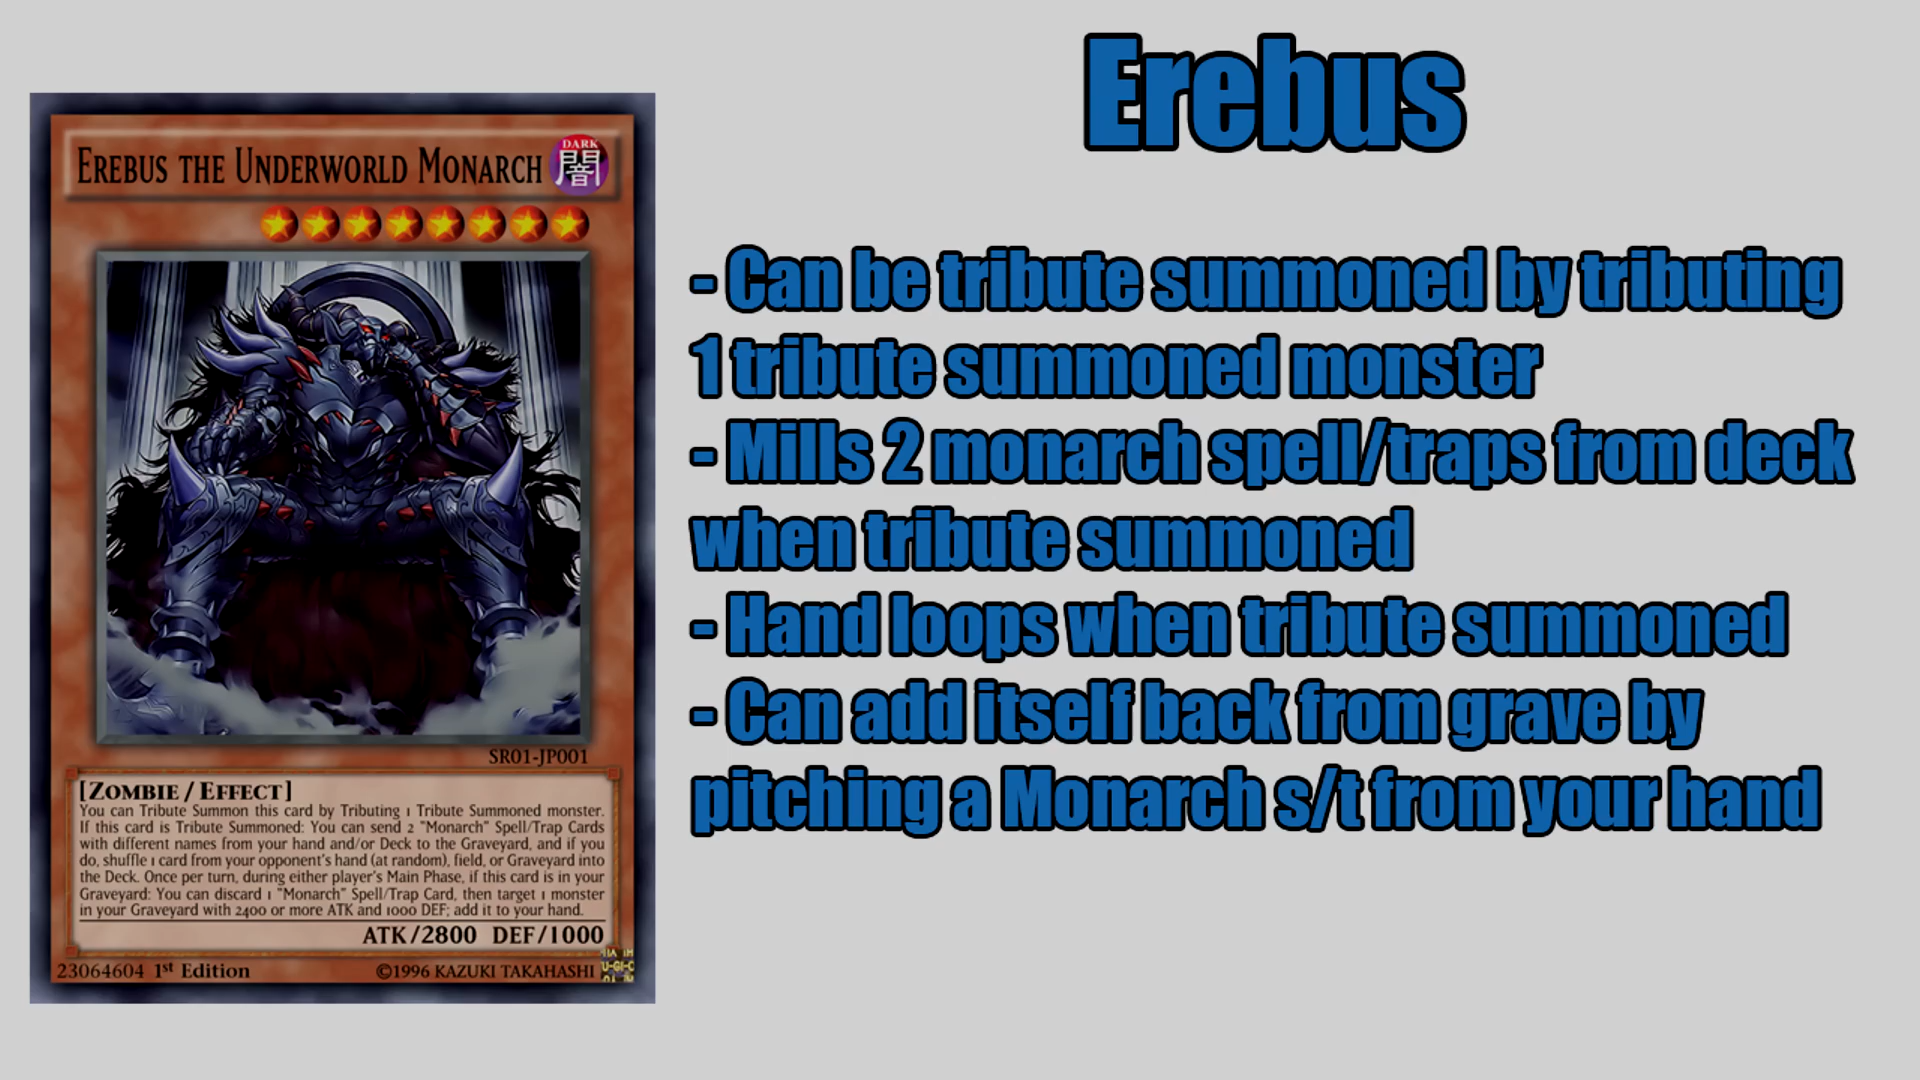 Erebus
EREBUS THE UNDERWORLD MONARCH
DARK
闇
SR01-JP001
[ZOMBIE / EFFECT]
You can Tribute Summon this card by Tributing 1 Tribute Summoned monster.
If this card is Tribute Summoned: You can send 2 "Monarch" Spell/Trap Cards
with different names from your hand and/or Deck to the Graveyard, and if you
do, shuffle 1 card from your opponent's hand (at random), field, or Graveyard into
the Deck. Once per turn, during either player's Main Phase, if this card is in your
Graveyard: You can discard 1 "Monarch" Spell/Trap Card, then target 1 monster
in your Graveyard with 2400 or more ATK and 1000 DEF; add it to your hand.
ATK/2800 DEF/1000
23064604 1st Edition
©1996 KAZUKI TAKAHASHI
- Can be tribute summoned by tributing
1 tribute summoned monster
- Mills 2 monarch spell/traps from deck
when tribute summoned
- Hand loops when tribute summoned
- Can add itself back from grave by
pitching a Monarch s/t from your hand